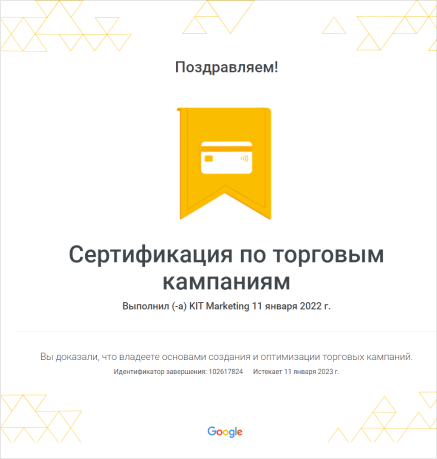 Поздравляем!
Сертификация по торговым
кампаниям
Выполнил (-а) KIT Marketing 11 января 2022 г.
Вы доказали, что владеете основами создания и оптимизации торговых кампаний.
Идентификатор завершения: 102617824 Истекает 11 января 2023 г.
Google